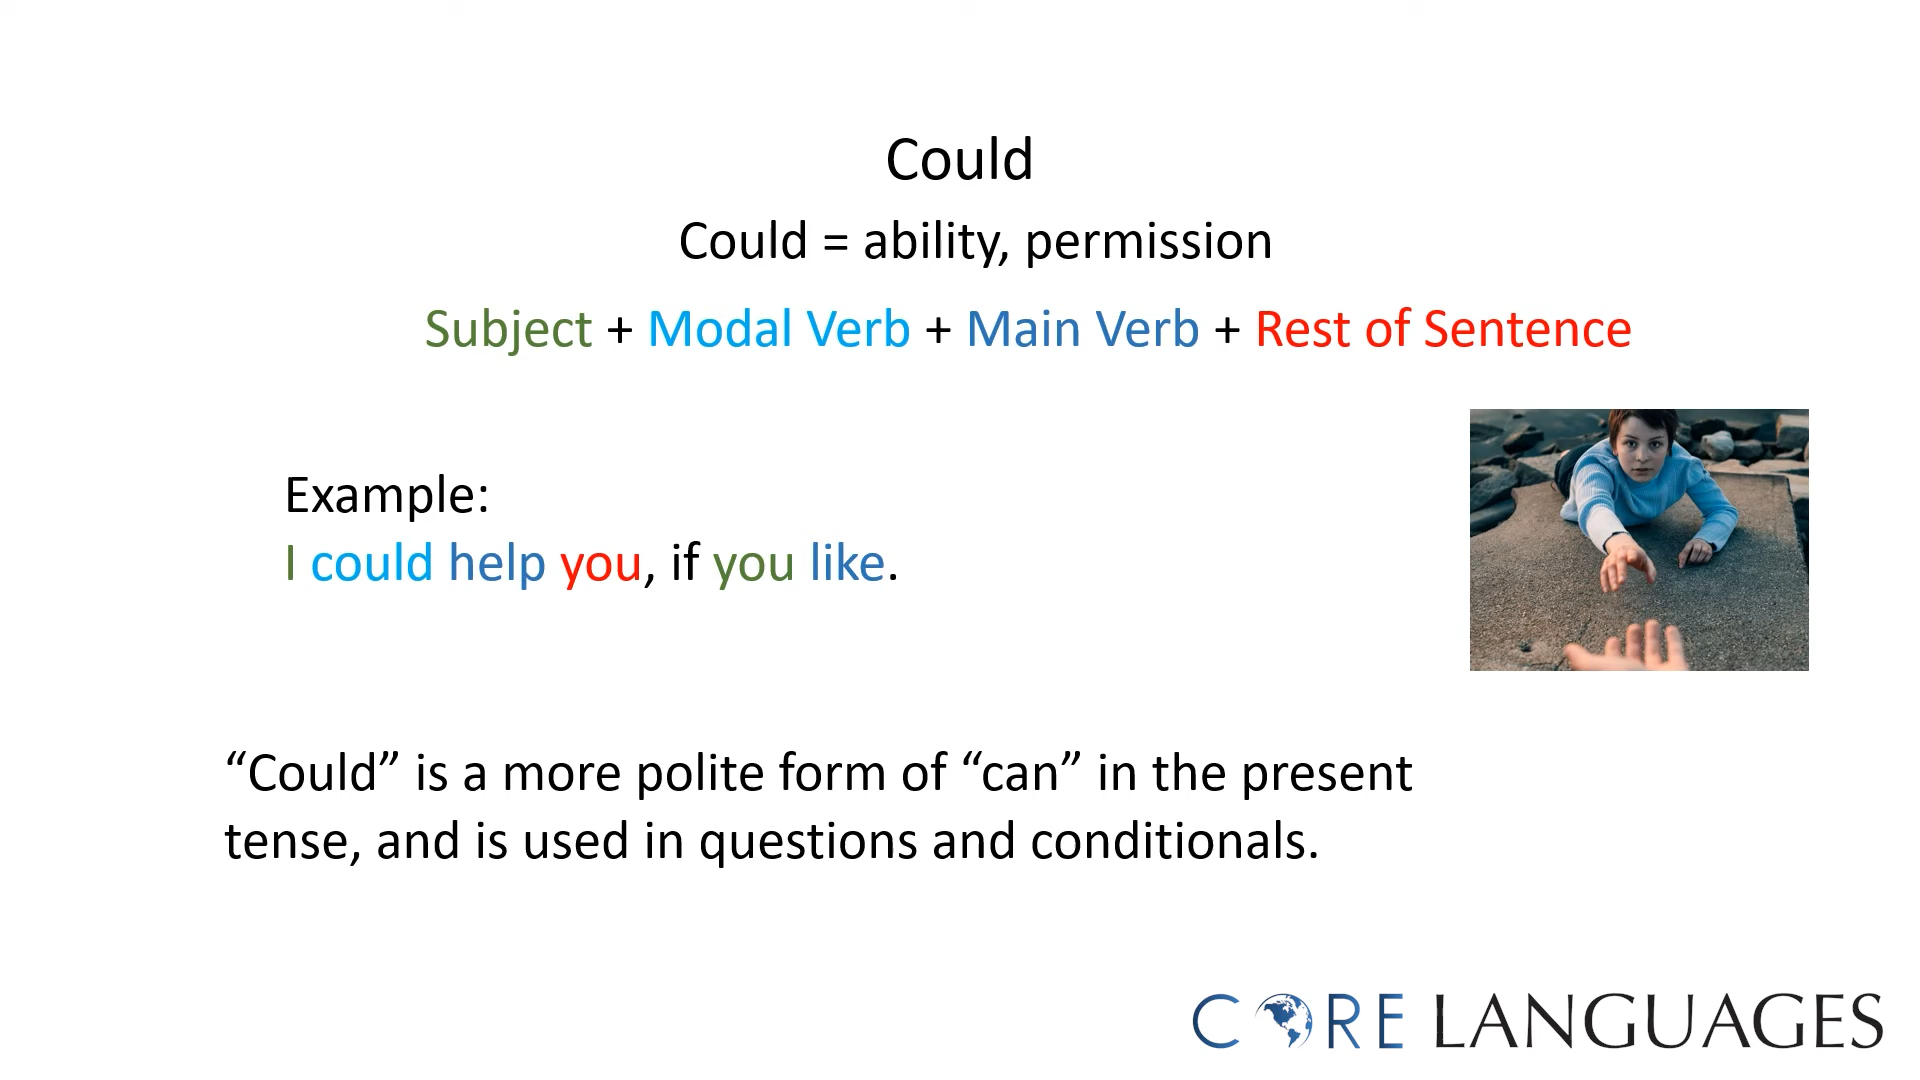 Could
Could = ability, permission
Subject + Modal Verb + Main Verb + Rest of Sentence
Example:
I could help you, if you like.
“Could” is a more polite form of “can” in the present
tense, and is used in questions and conditionals.
CORE LANGUAGES